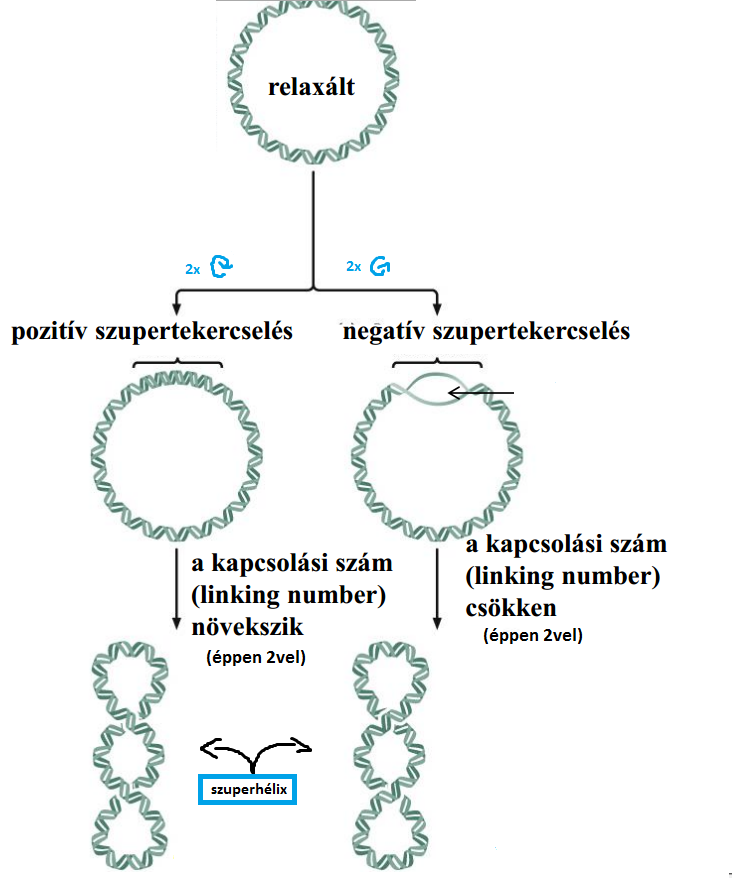 relaxált
2x
2x
pozitív szupertekercselés
negatív szupertekercselés
a kapcsolási szám
(linking number)
növekszik
(éppen 2vel)
a kapcsolási szám
(linking number)
csökken
(éppen 2vel)
szuperhélix